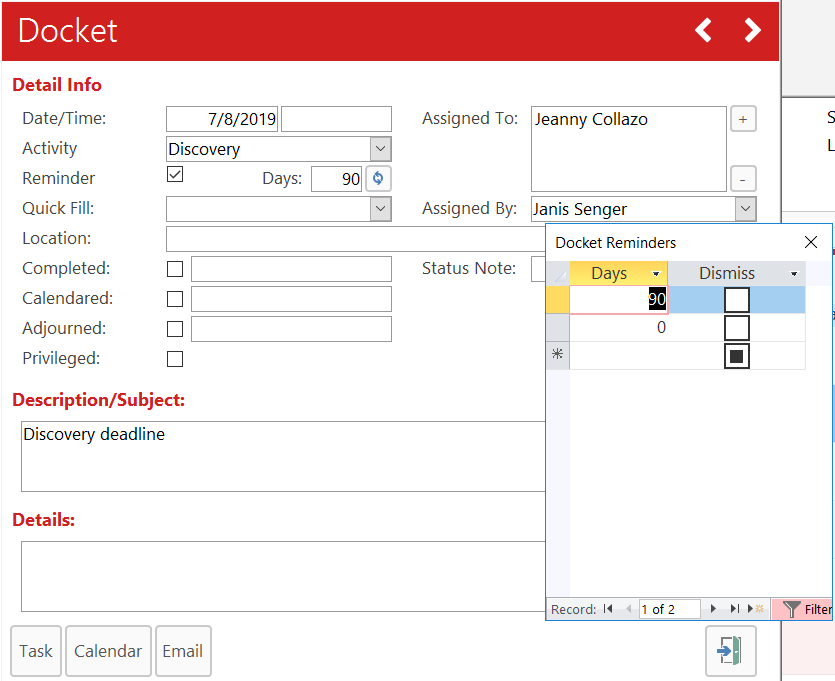 Docket
Detail Info
Date/Time: 7/8/2019 Assigned To: Jeanny Collazo +
Activity Discovery
Reminder Days: 90 -
Quick Fill: Assigned By: Janis Senger
Location:
Completed: Status Note:
Calendared:
Adjourned:
Privileged:
Description/Subject:
Discovery deadline
Details:
Task Calendar Email
Docket Reminders
Days Dismiss
90
0
Record: 1 of 2 Filter
S
L